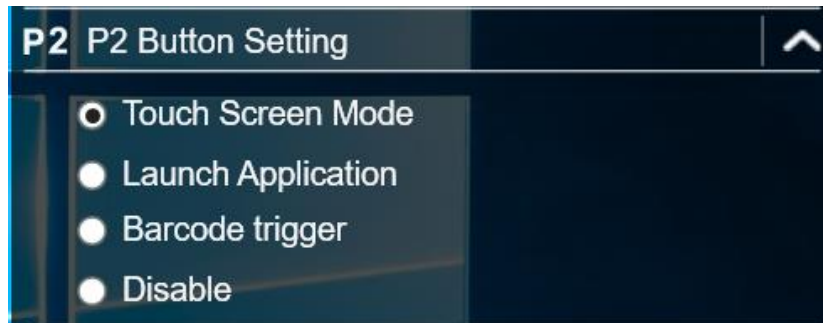 P2 P2 Button Setting
Touch Screen Mode
Launch Application
Barcode trigger
Disable